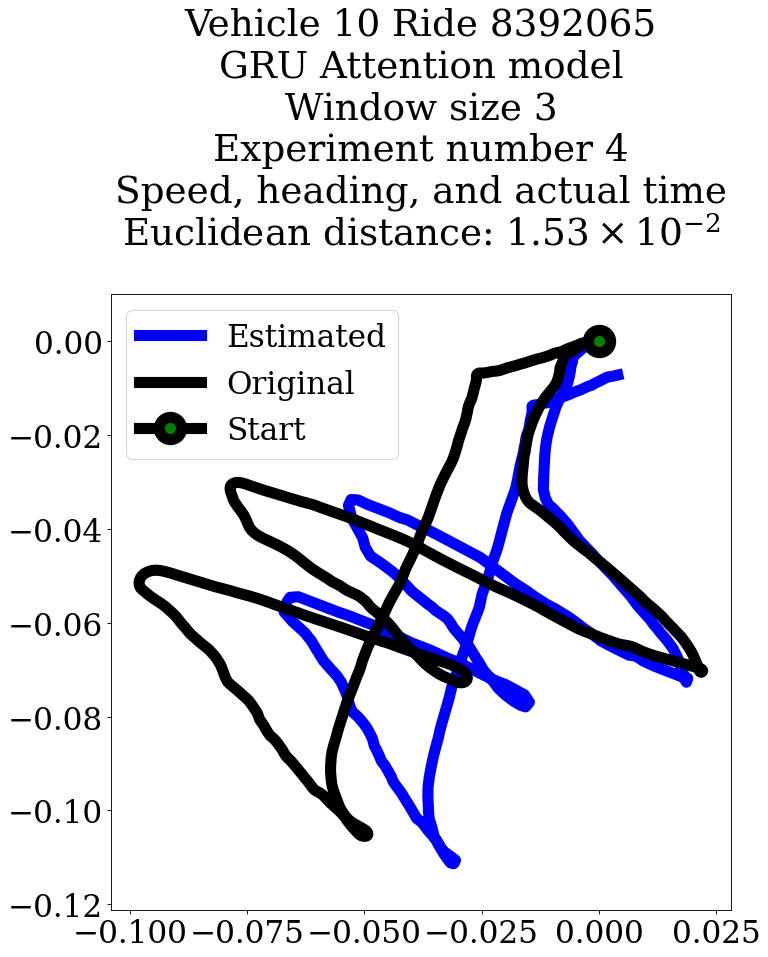 Vehicle 10 Ride 8392065
GRU Attention model
Window size 3
Experiment number 4
Speed, heading, and actual time
Euclidean distance: 1.53 × 10⁻²
Estimated
Original
Start
0.00
−0.02
−0.04
−0.06
−0.08
−0.10
−0.12
−0.100 −0.075 −0.050 −0.025 0.000 0.025